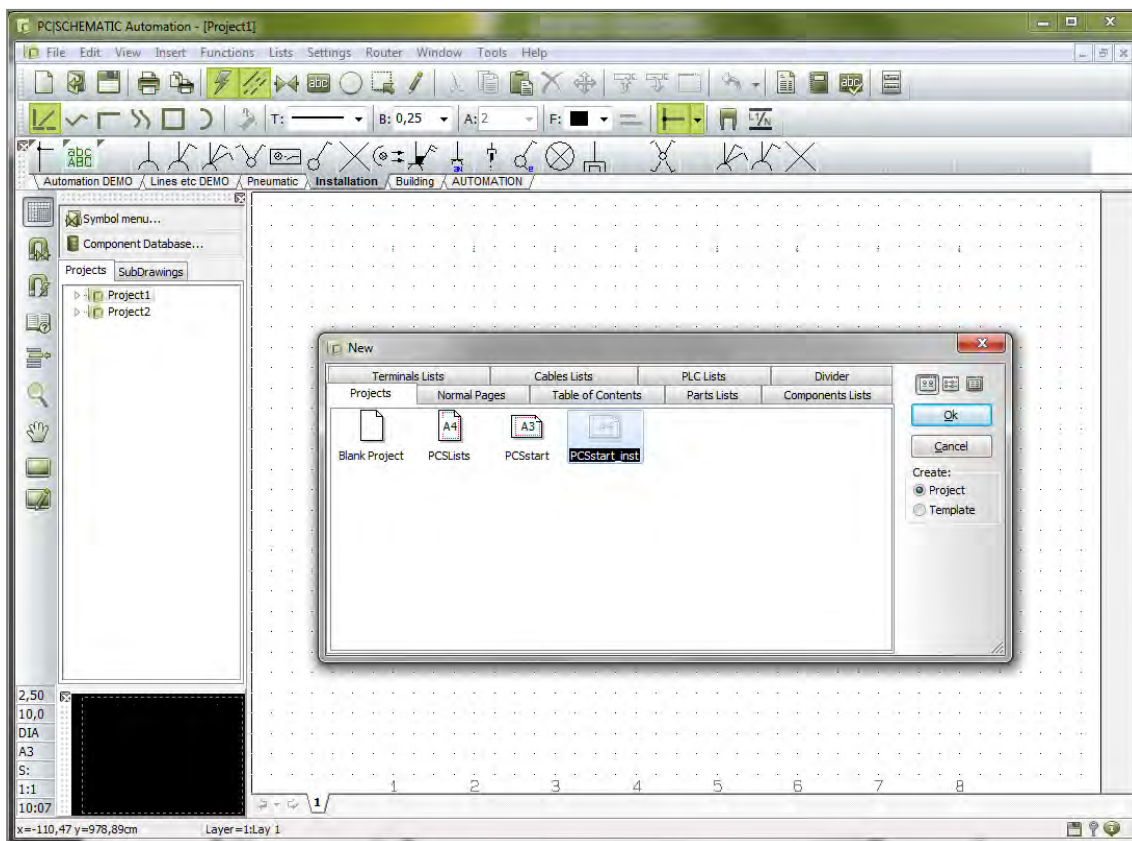 PC|SCHEMATIC Automation - [Project1]
File Edit View Insert Functions Lists Settings Router Window Tools Help
abc
T: B: 0,25 A: 2 F: L1/N
abc
ABC
Automation DEMO Lines etc DEMO Pneumatic Installation Building AUTOMATION
Symbol menu...
Component Database...
Projects SubDrawings
Project1
Project2
New
Terminals Lists Cables Lists PLC Lists Divider
Projects Normal Pages Table of Contents Parts Lists Components Lists
A4 A3
Blank Project PCSLists PCSstart PCSstart_inst
Ok
Cancel
Create:
Project
Template
2,50
10,0
DIA
A3
S:
1:1
10:07
1 2 3 4 5 6 7 8
1
x=-110,47 y=978,89cm Layer=1:Lay 1